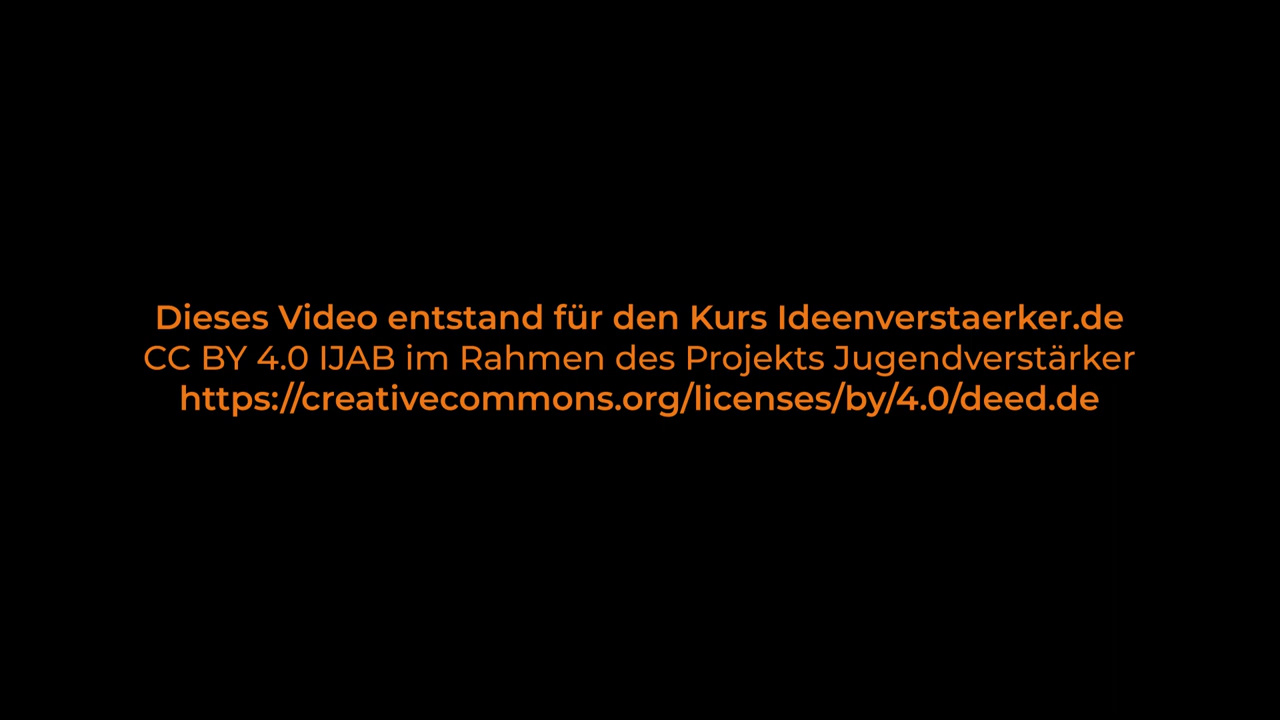 Dieses Video entstand für den Kurs Ideenverstaerker.de
CC BY 4.0 IJAB im Rahmen des Projekts Jugendverstärker
https://creativecommons.org/licenses/by/4.0/deed.de